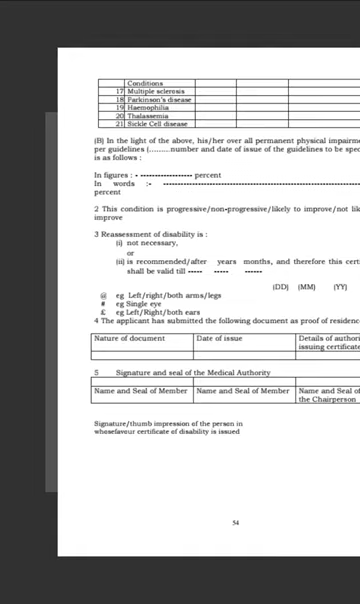 Conditions
17 Multiple sclerosis
18 Parkinson's disease
19 Haemophilia
20 Thalassemia
21 Sickle Cell disease
(B) In the light of the above, his/her over all permanent physical impairme
per guidelines (.........number and date of issue of the guidelines to be spec
is as follows :
In figures : - ------------------ percent
In words :- ----------------------------------------------------------------
percent
2 This condition is progressive/non-progressive/likely to improve/not lik
improve
3 Reassessment of disability is :
(i) not necessary,
or
(ii) is recommended/after years months, and therefore this cert
shall be valid till ----- ----- ------
(DD) (MM) (YY)
@ eg Left/right/both arms/legs
# eg Single eye
£ eg Left/Right/both ears
4 The applicant has submitted the following document as proof of residence
Nature of document Date of issue Details of authori
issuing certificate
5 Signature and seal of the Medical Authority
Name and Seal of Member Name and Seal of Member Name and Seal of
the Chairperson
Signature/thumb impression of the person in
whosefavour certificate of disability is issued
54